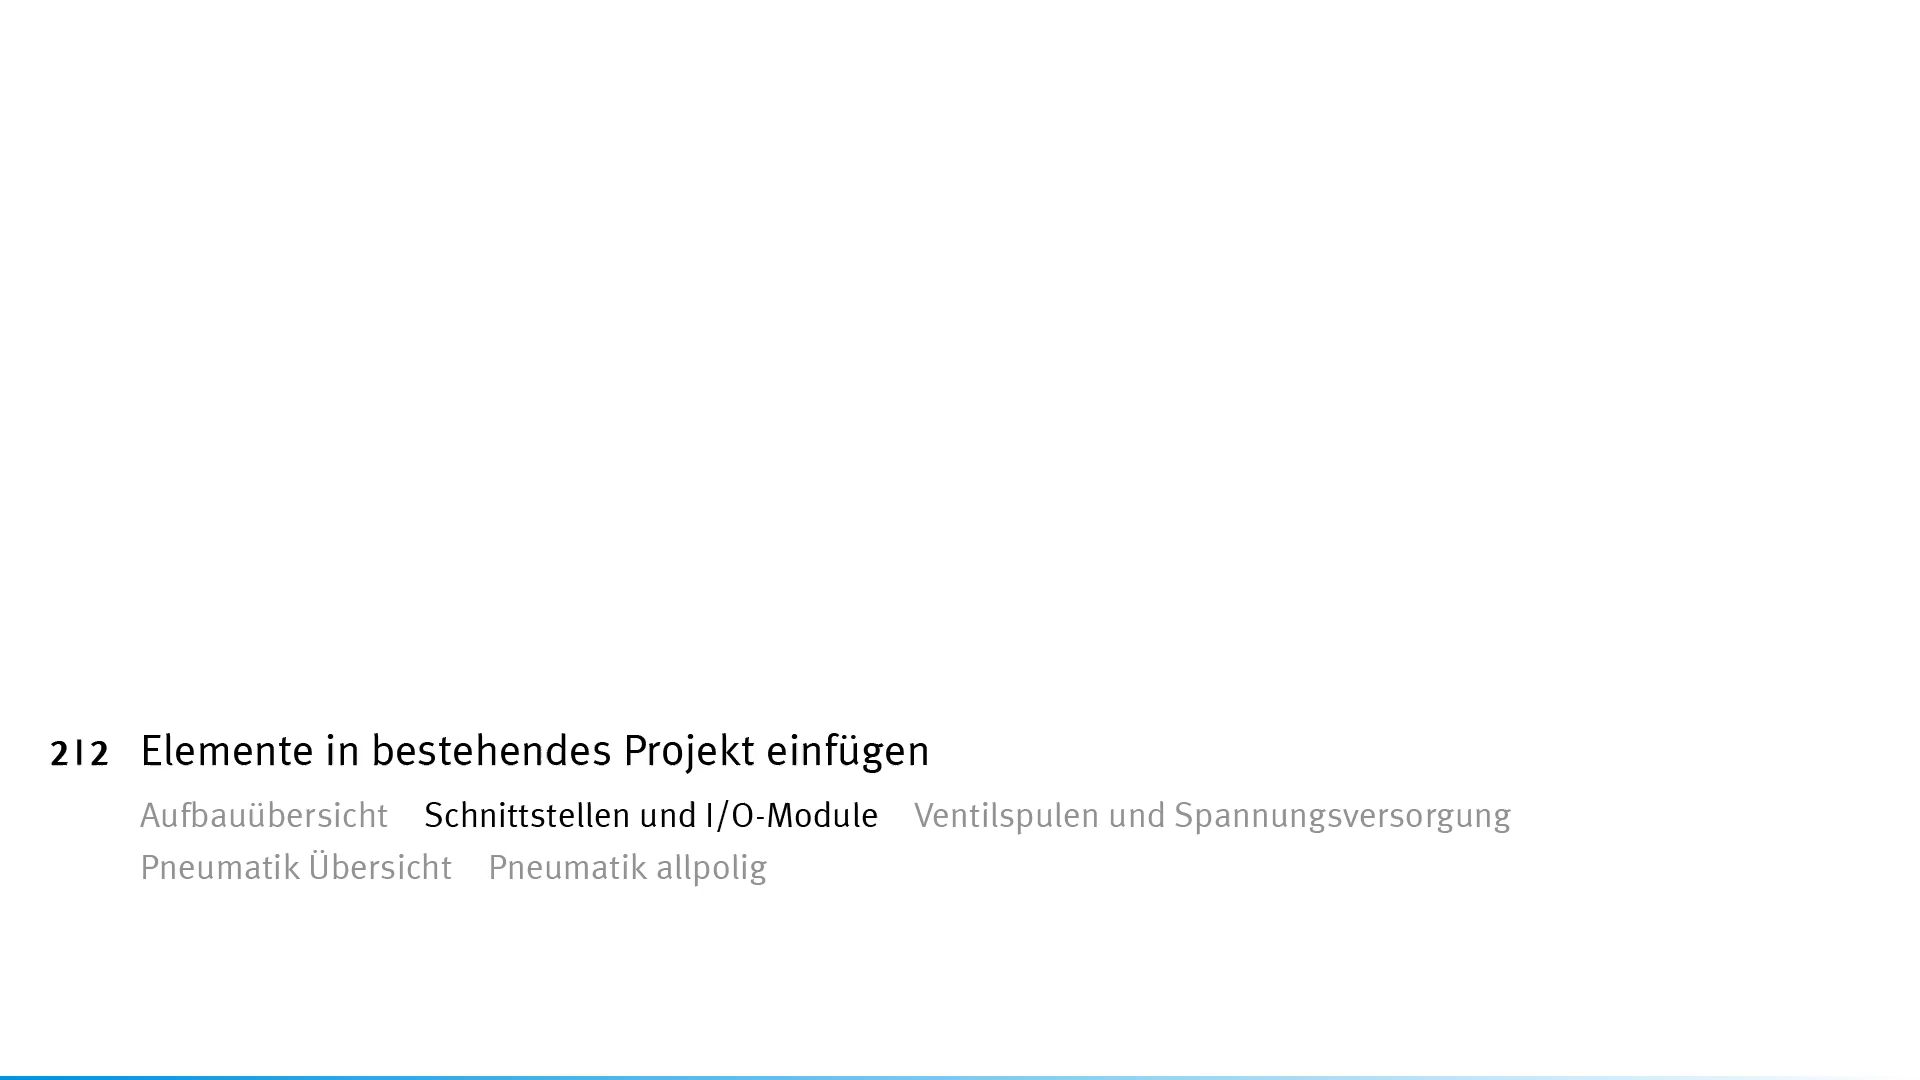 2|2 Elemente in bestehendes Projekt einfügen
Aufbauübersicht Schnittstellen und I/O-Module Ventilspulen und Spannungsversorgung
Pneumatik Übersicht Pneumatik allpolig